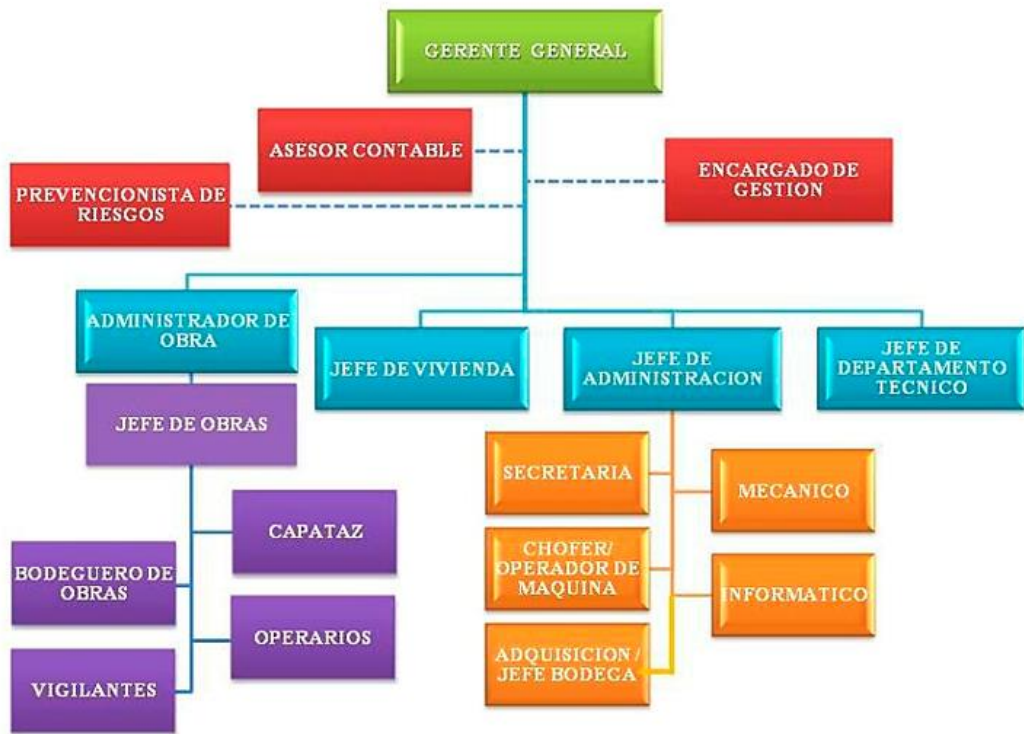 GERENTE GENERAL
ASESOR CONTABLE
ENCARGADO DE
GESTION
PREVENCIONISTA DE
RIESGOS
ADMINISTRADOR DE
OBRA
JEFE DE VIVIENDA
JEFE DE
ADMINISTRACION
JEFE DE
DEPARTAMENTO
TECNICO
JEFE DE OBRAS
SECRETARIA
MECANICO
CAPATAZ
CHOFER/
OPERADOR DE
MAQUINA
BODEGUERO DE
OBRAS
INFORMATICO
OPERARIOS
ADQUISICION /
JEFE BODEGA
VIGILANTES